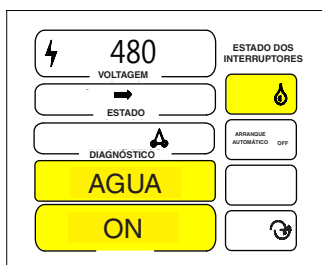 480
VOLTAGEM
ESTADO
DIAGNÓSTICO
AGUA
ON
ESTADO DOS
INTERRUPTORES
ARRANQUE
AUTOMÁTICO OFF